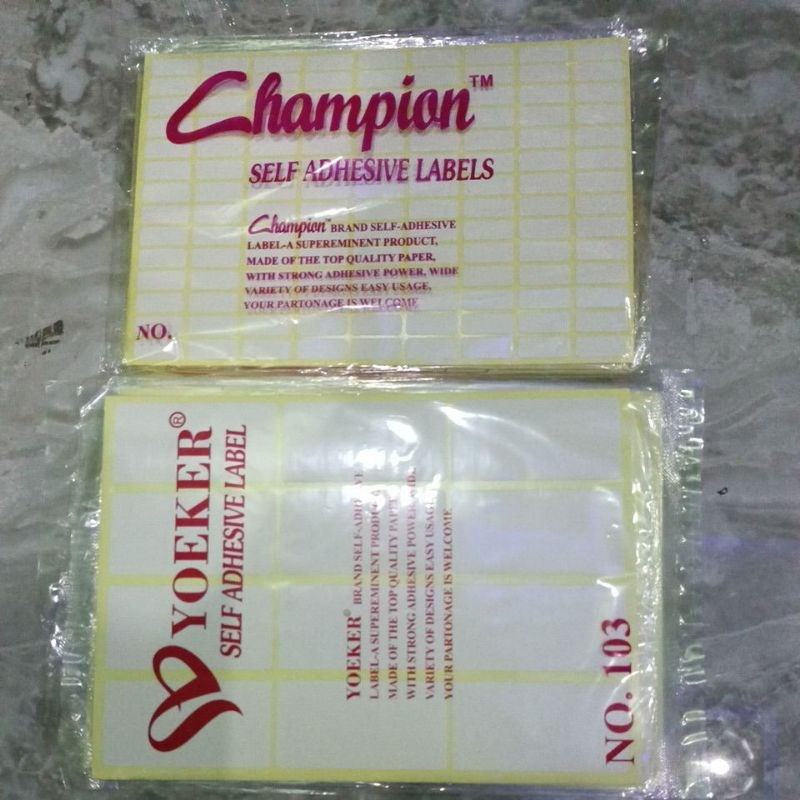 Champion™
SELF ADHESIVE LABELS
Champion™ BRAND SELF-ADHESIVE
LABEL-A SUPEREMINENT PRODUCT,
MADE OF THE TOP QUALITY PAPER,
WITH STRONG ADHESIVE POWER, WIDE
VARIETY OF DESIGNS EASY USAGE,
YOUR PARTONAGE IS WELCOME
NO.
YOEKER®
SELF ADHESIVE LABEL
YOEKER® BRAND SELF-ADHESIVE
LABEL-A SUPEREMINENT PRODUCT,
MADE OF THE TOP QUALITY PAPER,
WITH STRONG ADHESIVE POWER, WIDE
VARIETY OF DESIGNS EASY USAGE,
YOUR PARTONAGE IS WELCOME
NO. 103